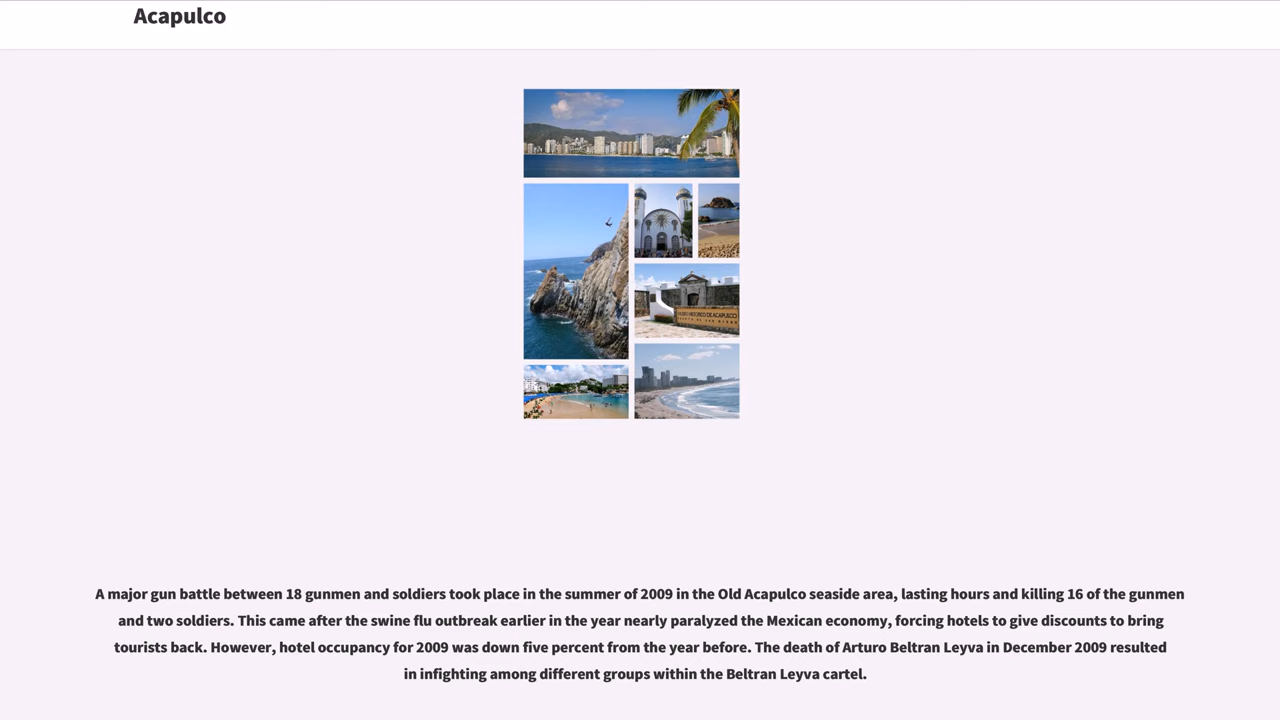 Acapulco
MUSEO HISTORICO DE ACAPULCO
A major gun battle between 18 gunmen and soldiers took place in the summer of 2009 in the Old Acapulco seaside area, lasting hours and killing 16 of the gunmen
and two soldiers. This came after the swine flu outbreak earlier in the year nearly paralyzed the Mexican economy, forcing hotels to give discounts to bring
tourists back. However, hotel occupancy for 2009 was down five percent from the year before. The death of Arturo Beltran Leyva in December 2009 resulted
in infighting among different groups within the Beltran Leyva cartel.